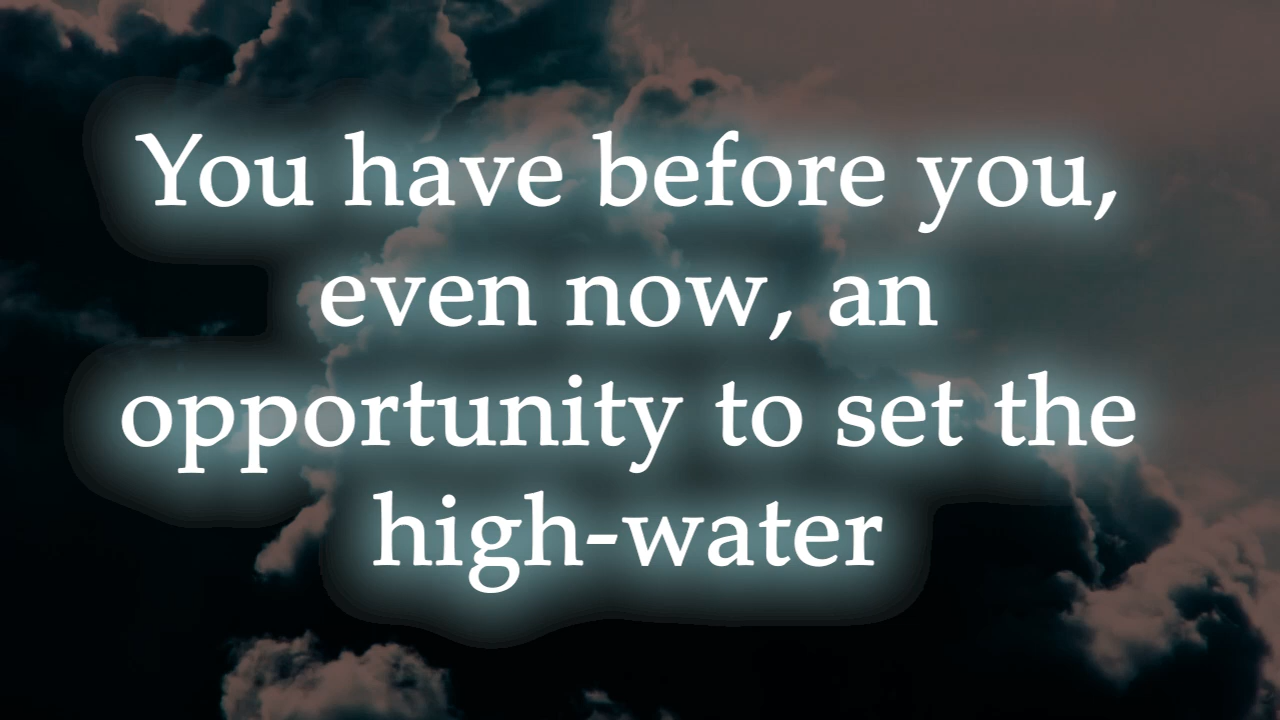 You have before you,
even now, an
opportunity to set the
high-water